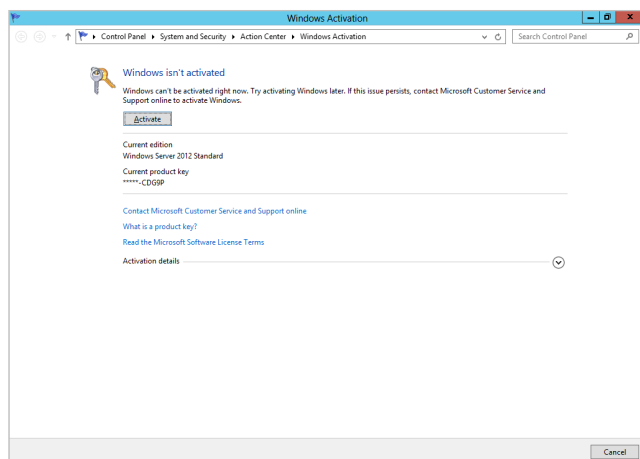 Windows Activation
Control Panel ▸ System and Security ▸ Action Center ▸ Windows Activation
Search Control Panel
Windows isn't activated
Windows can't be activated right now. Try activating Windows later. If this issue persists, contact Microsoft Customer Service and
Support online to activate Windows.
Activate
Current edition
Windows Server 2012 Standard
Current product key
*****-CDG9P
Contact Microsoft Customer Service and Support online
What is a product key?
Read the Microsoft Software License Terms
Activation details
Cancel